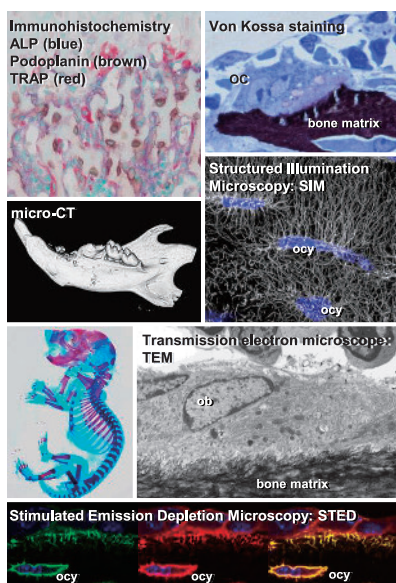 Immunohistochemistry
ALP (blue)
Podoplanin (brown)
TRAP (red)
Von Kossa staining
OC
bone matrix
Structured Illumination
Microscopy: SIM
ocy
ocy
micro-CT
Transmission electron microscope:
TEM
ob
bone matrix
Stimulated Emission Depletion Microscopy: STED
ocy
ocy
ocy